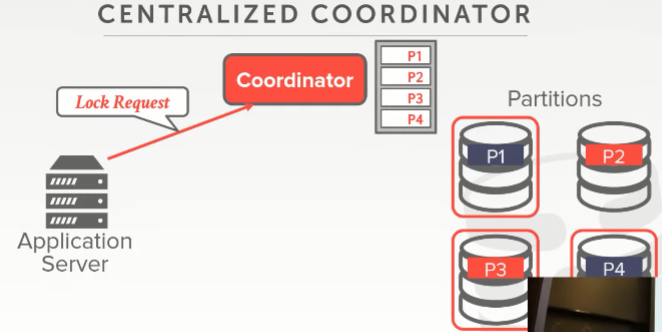 CENTRALIZED COORDINATOR
Coordinator
P1
P2
P3
P4
Lock Request
Application
Server
Partitions
P1
P2
P3
P4